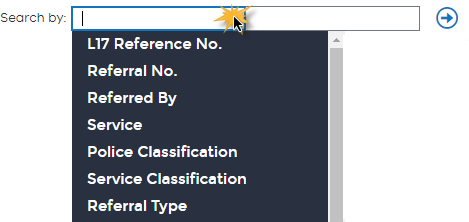 Search by:
L17 Reference No.
Referral No.
Referred By
Service
Police Classification
Service Classification
Referral Type